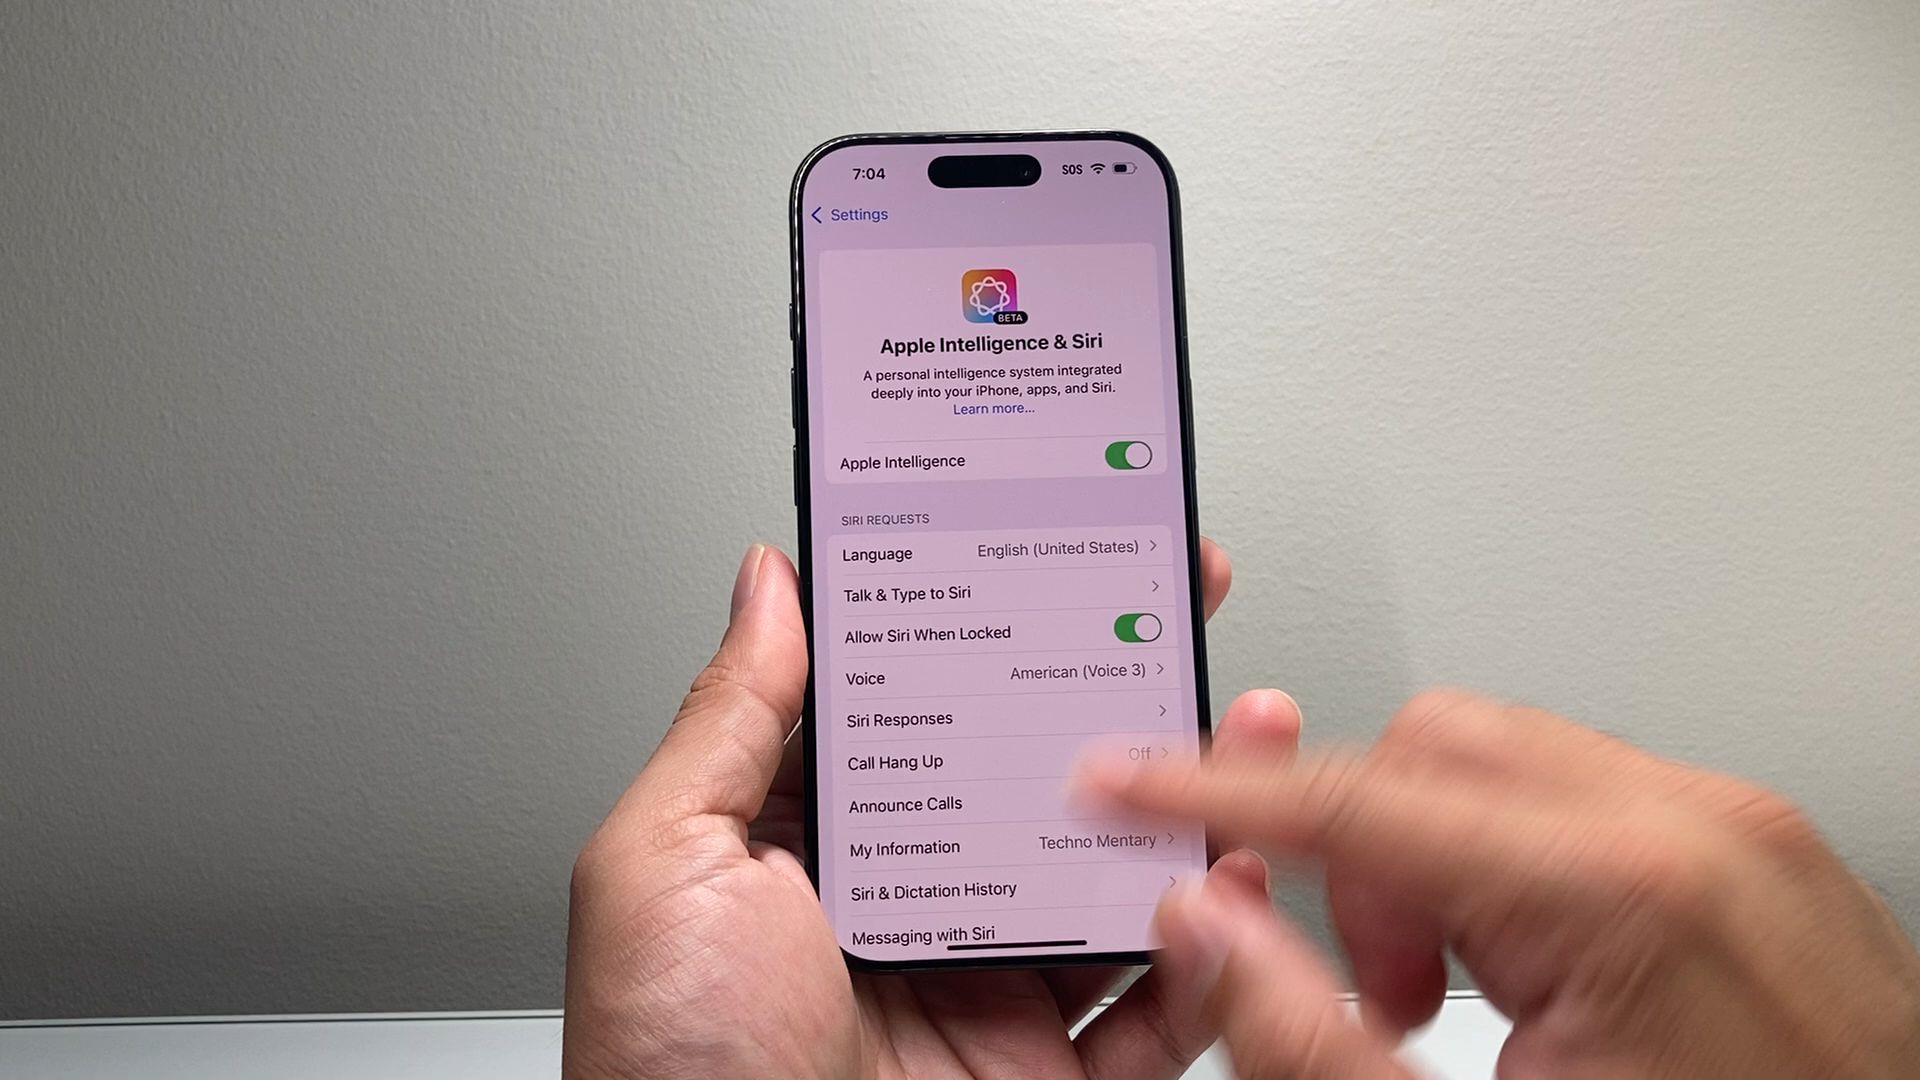 7:04
SOS
Settings
BETA
Apple Intelligence & Siri
A personal intelligence system integrated
deeply into your iPhone, apps, and Siri.
Learn more...
Apple Intelligence
SIRI REQUESTS
Language English (United States)
Talk & Type to Siri
Allow Siri When Locked
Voice American (Voice 3)
Siri Responses
Call Hang Up Off
Announce Calls
My Information Techno Mentary
Siri & Dictation History
Messaging with Siri